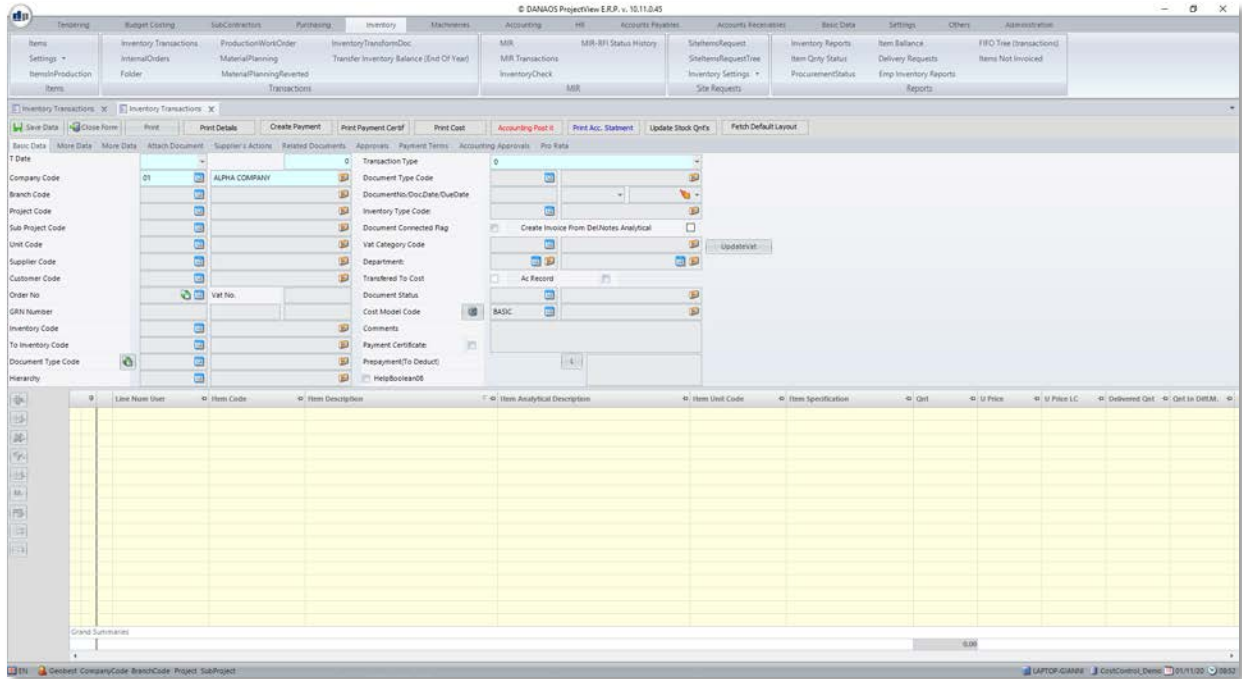 © DANAOS ProjectView E.R.P. v. 10.11.0.45
dip
Tendering Budget Costing SubContractors Purchasing Inventory Machineries Accounting HR Accounts Payables Accounts Receivables Basic Data Settings Others Administration
Items Inventory Transactions ProductionWorkOrder InventoryTransformDoc MIR MIR-RFI Status History SiteItemsRequest Inventory Reports Item Ballance FIFO Tree (transactions)
Settings InternalOrders MaterialPlanning Transfer Inventory Balance (End Of Year) MIR Transactions SiteItemsRequestTree Item Qnty Status Delivery Requests Items Not Invoiced
ItemsInProduction Folder MaterialPlanningReverted InventoryCheck Inventory Settings ProcurementStatus Emp Inventory Reports
Items Transactions MIR Site Requests Reports
Inventory Transactions Inventory Transactions
Save Data Close Form Print Print Details Create Payment Print Payment Certif Print Cost Accounting Post it Print Acc. Statment Update Stock Qnt's Fetch Default Layout
Basic Data More Data More Data Attach Document Supplier's Actions Related Documents Approvals Payment Terms Accounting Approvals Pro Rata
T Date 0 Transaction Type 0
Company Code 01 ALPHA COMPANY Document Type Code
Branch Code DocumentNo/DocDate/DueDate
Project Code Inventory Type Code:
Sub Project Code Document Connected Flag Create Invoice From Del.Notes Analytical
Unit Code Vat Category Code UpdateVat
Supplier Code Department:
Customer Code Transfered To Cost Ac Record
Order No Vat No. Document Status
GRN Number Cost Model Code BASIC
Inventory Code Comments
To Inventory Code Payment Certificate
Document Type Code Prepayment(To Deduct)
Hierarchy HelpBoolean06
Line Num User Item Code Item Description Item Analytical Description Item Unit Code Item Specification Qnt U Price U Price LC Delivered Qnt Qnt In Diff.M.
Grand Summaries
0.00
EN Geobest CompanyCode BranchCode Project SubProject LAPTOP-GIANNI CostControl_Demo 01/11/20 09:52